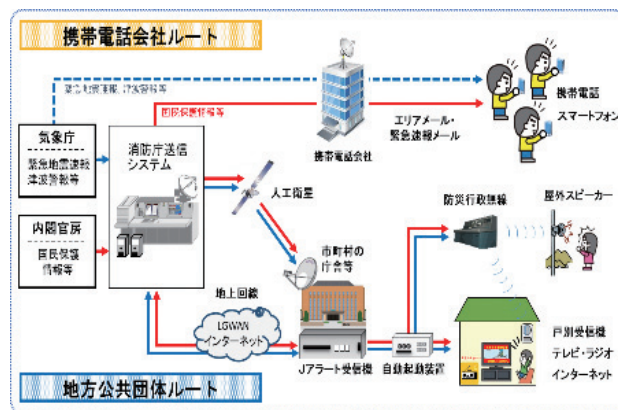 携帯電話会社ルート
緊急地震速報、津波警報等
国民保護情報等
携帯電話会社
エリアメール・
緊急速報メール
携帯電話
スマートフォン
気象庁
緊急地震速報
津波警報等
内閣官房
国民保護
情報等
消防庁送信
システム
人工衛星
市町村の
庁舎等
地上回線
LGWAN
インターネット
Jアラート受信機
自動起動装置
防災行政無線
屋外スピーカー
戸別受信機
テレビ・ラジオ
インターネット
地方公共団体ルート